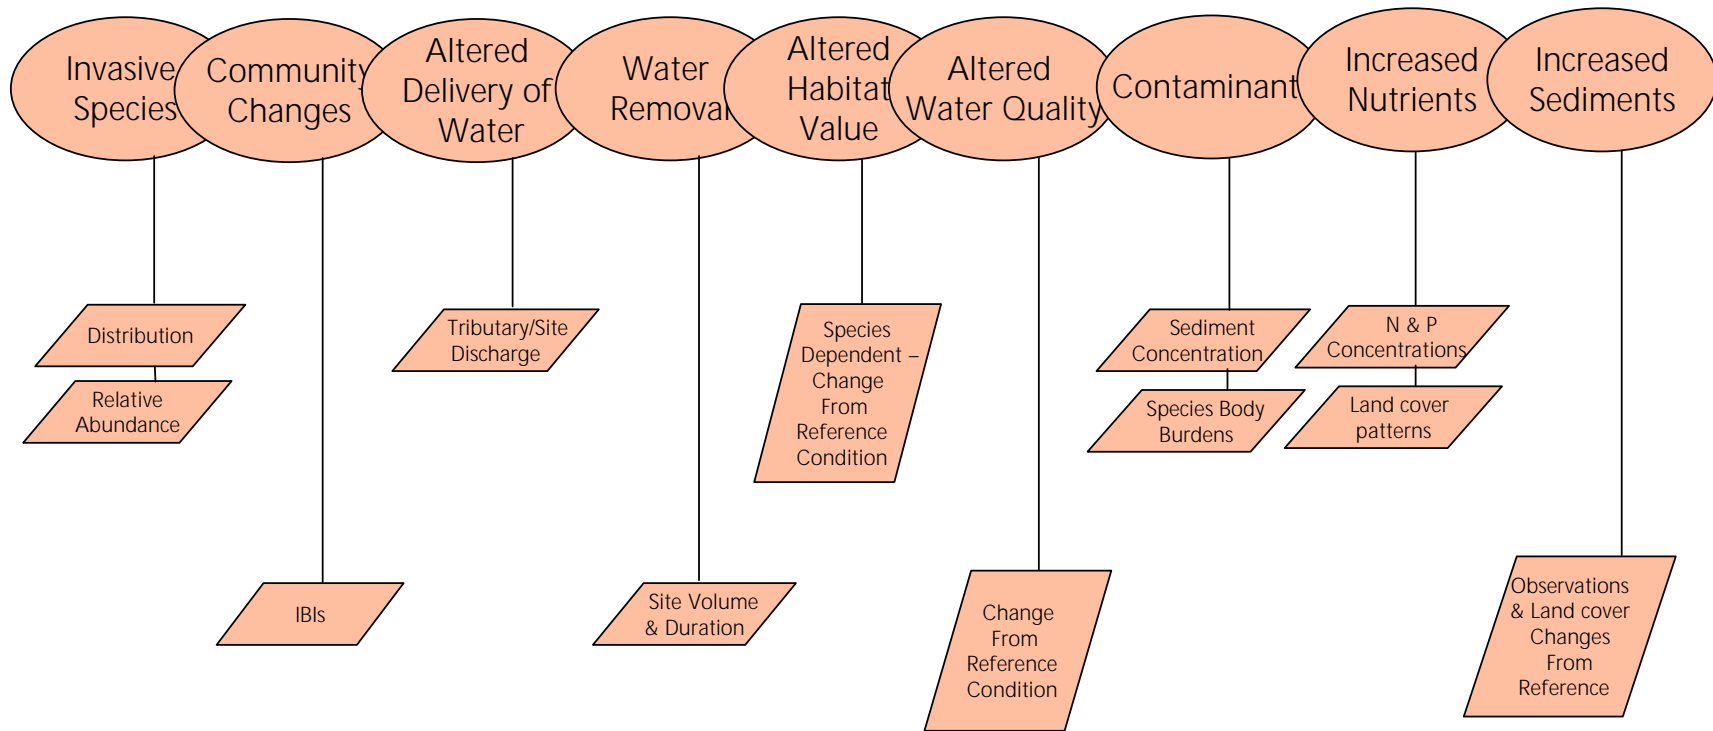 Invasive
Species
Community
Changes
Altered
Delivery of
Water
Water
Removal
Altered
Habitat
Value
Altered
Water Quality
Contaminant
Increased
Nutrients
Increased
Sediments
Distribution
Relative
Abundance
IBIs
Tributary/Site
Discharge
Site Volume
& Duration
Species
Dependent –
Change
From
Reference
Condition
Change
From
Reference
Condition
Sediment
Concentration
Species Body
Burdens
N & P
Concentrations
Land cover
patterns
Observations
& Land cover
Changes
From
Reference